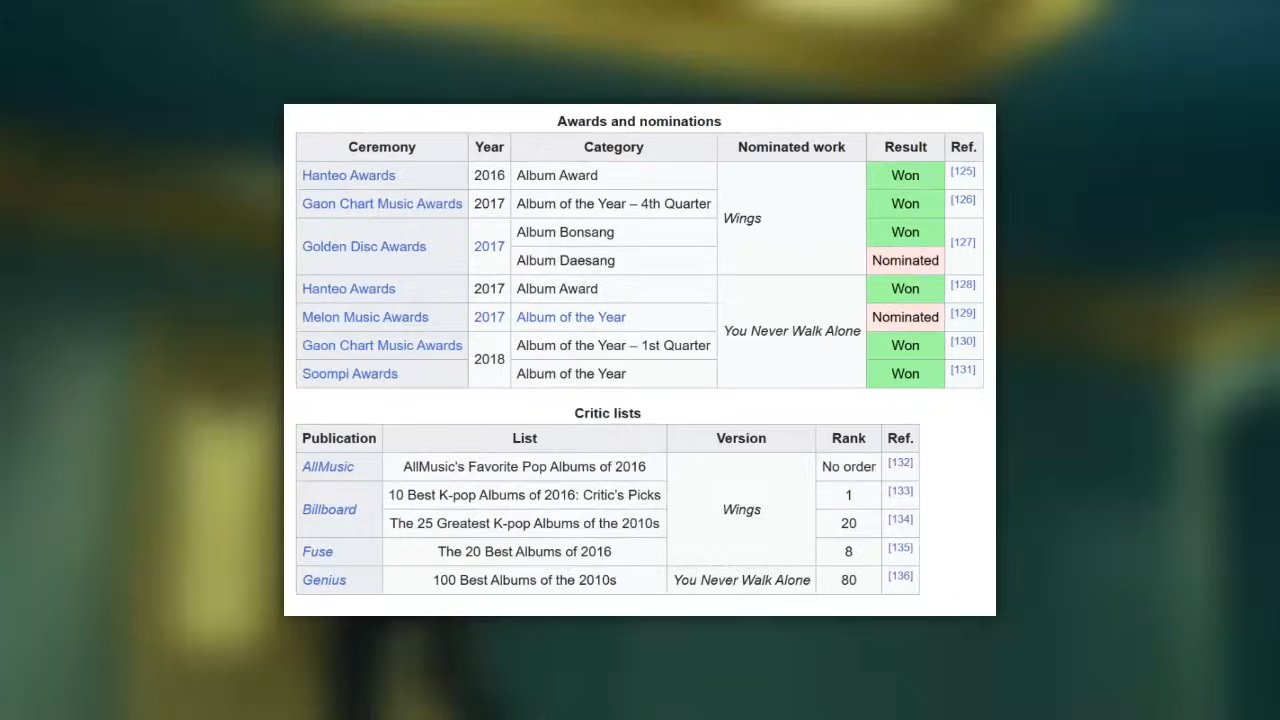 Awards and nominations
Ceremony Year Category Nominated work Result Ref.
Hanteo Awards 2016 Album Award Wings Won [125]
Gaon Chart Music Awards 2017 Album of the Year – 4th Quarter Won [126]
Golden Disc Awards 2017 Album Bonsang Won [127]
Album Daesang Nominated
Hanteo Awards 2017 Album Award You Never Walk Alone Won [128]
Melon Music Awards 2017 Album of the Year Nominated [129]
Gaon Chart Music Awards 2018 Album of the Year – 1st Quarter Won [130]
Soompi Awards Album of the Year Won [131]
Critic lists
Publication List Version Rank Ref.
AllMusic AllMusic's Favorite Pop Albums of 2016 Wings No order [132]
Billboard 10 Best K-pop Albums of 2016: Critic's Picks 1 [133]
The 25 Greatest K-pop Albums of the 2010s 20 [134]
Fuse The 20 Best Albums of 2016 8 [135]
Genius 100 Best Albums of the 2010s You Never Walk Alone 80 [136]